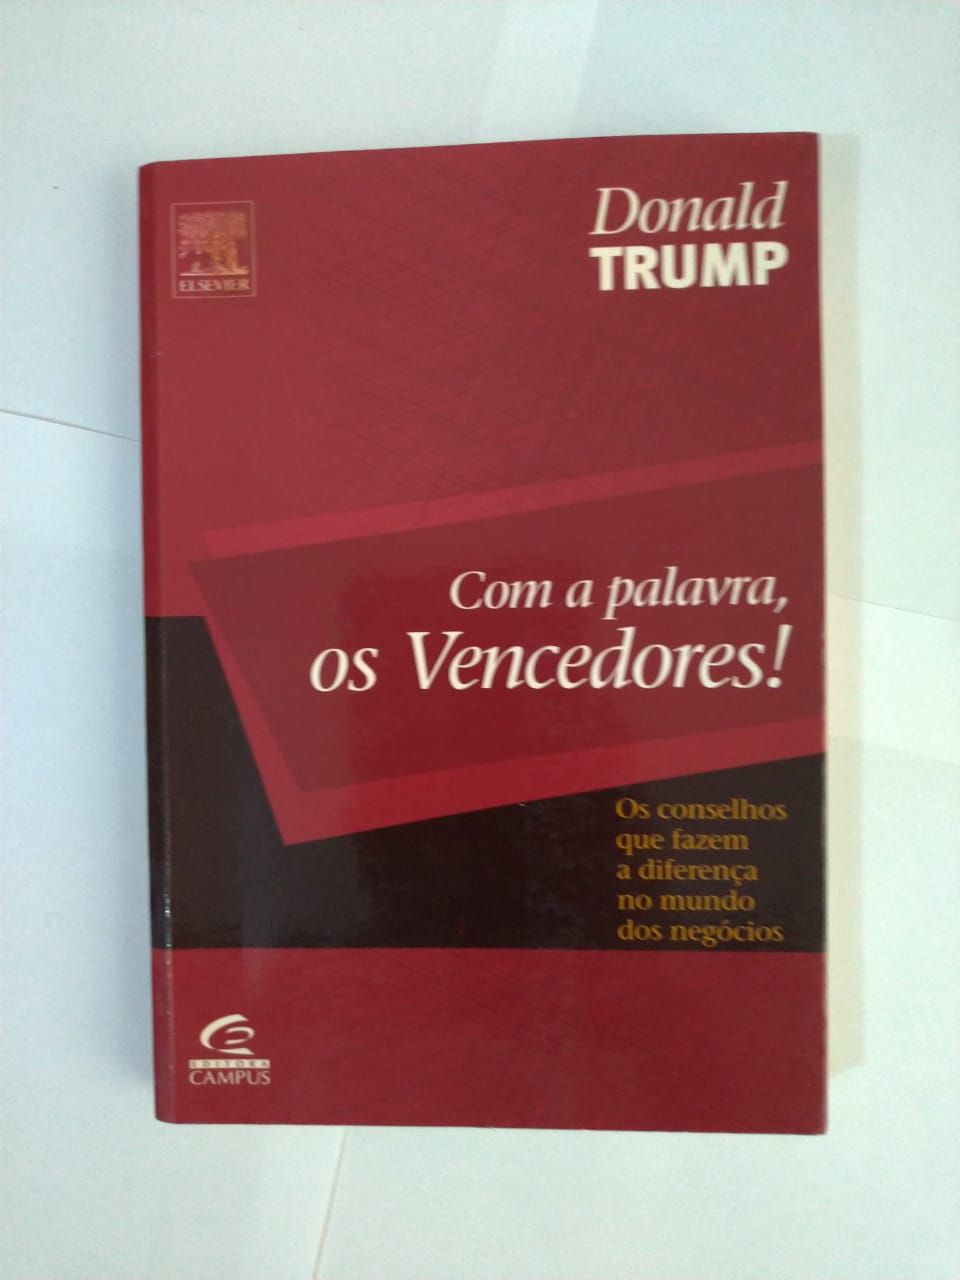 ELSEVIER
Donald
TRUMP
Com a palavra,
os Vencedores!
Os conselhos
que fazem
a diferença
no mundo
dos negócios
EDITORA
CAMPUS